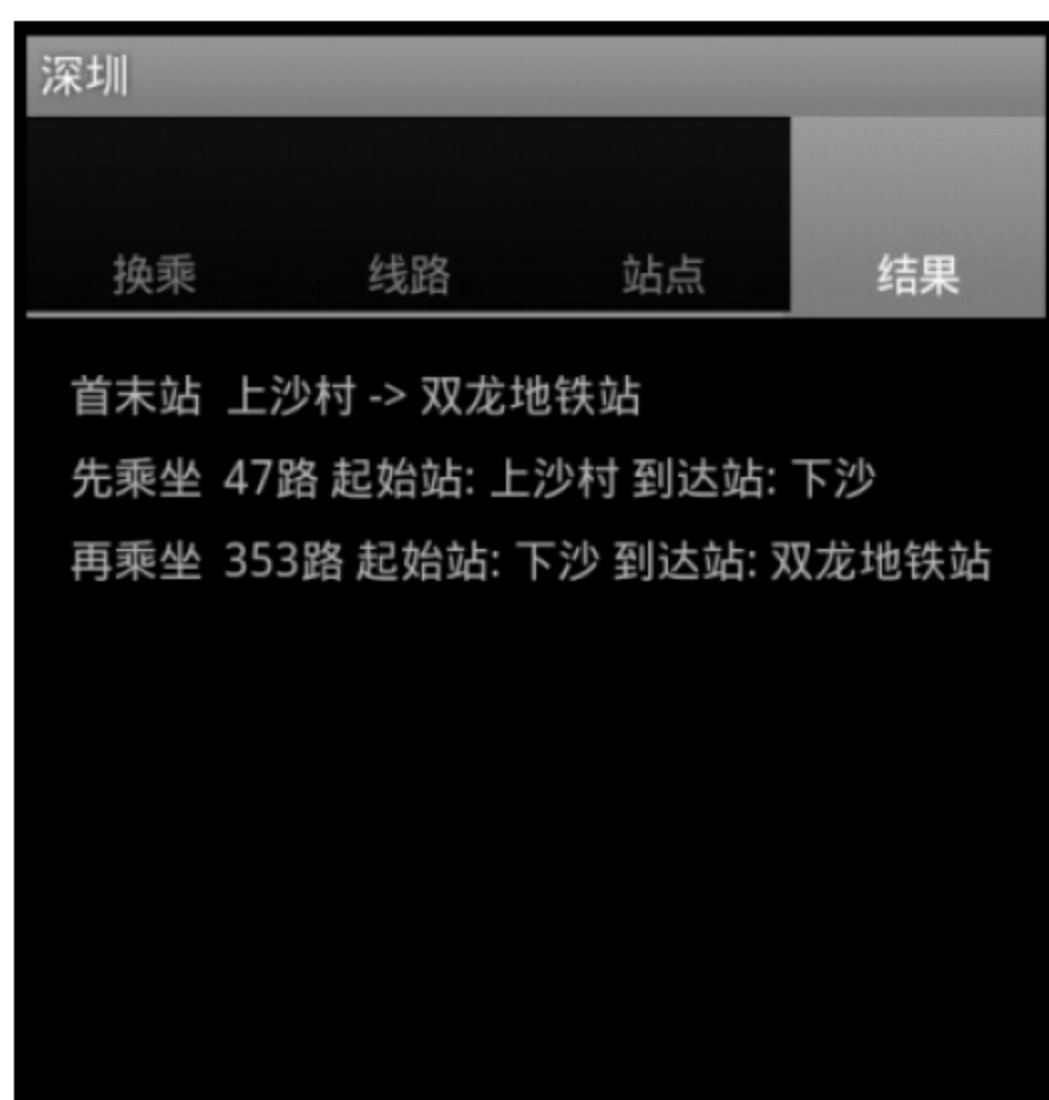 深圳
换乘 线路 站点 结果
首末站 上沙村 -> 双龙地铁站
先乘坐 47路 起始站: 上沙村 到达站: 下沙
再乘坐 353路 起始站: 下沙 到达站: 双龙地铁站